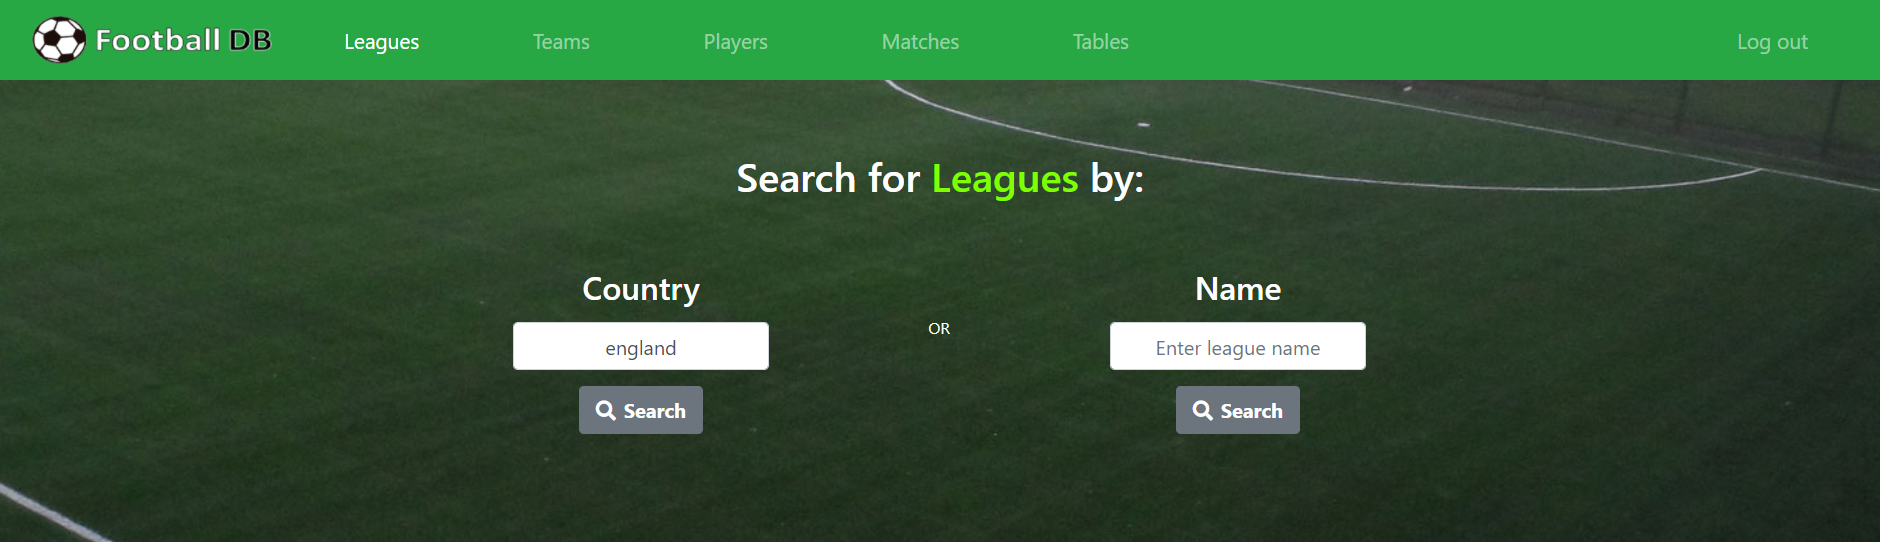 Football DB Leagues Teams Players Matches Tables Log out
Search for Leagues by:
Country
england
Search
OR
Name
Enter league name
Search